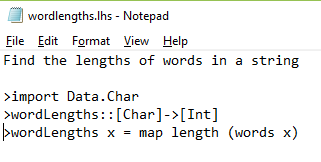 wordlengths.lhs - Notepad
File Edit Format View Help
Find the lengths of words in a string
>import Data.Char
>wordLengths::[Char]->[Int]
>wordLengths x = map length (words x)